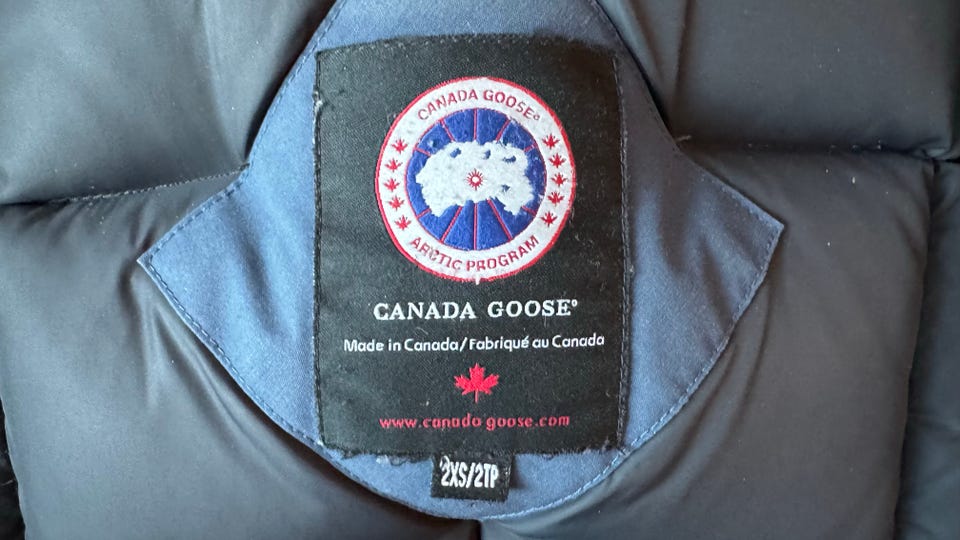 CANADA GOOSE®
ARCTIC PROGRAM
CANADA GOOSE®
Made in Canada/Fabriqué au Canada
www.canada goose.com
2XS/2TP